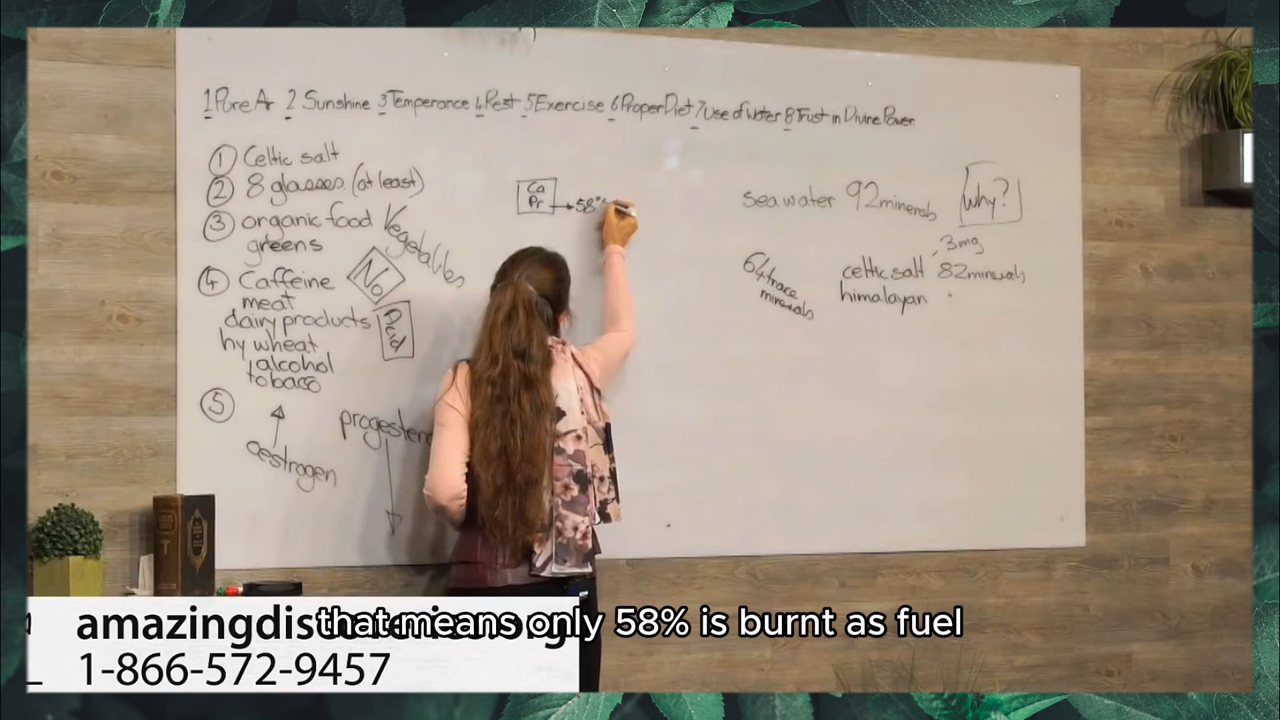 1 Pure Air 2 Sunshine 3 Temperance 4 Rest 5 Exercise 6 Proper Diet 7 Use of Water 8 Trust in Divine Power
1 Celtic salt
2 8 glasses (at least)
3 organic food Vegetables
greens
4 Caffeine No
meat
dairy products Acid
hy wheat
alcohol
tobaco
5
oestrogen
Ca
Pr 58%
sea water 92 minerals Why?
3mg
64 trace
minerals
celtic salt 82 minerals
himalayan
that means only 58% is burnt as fuel
1-866-572-9457